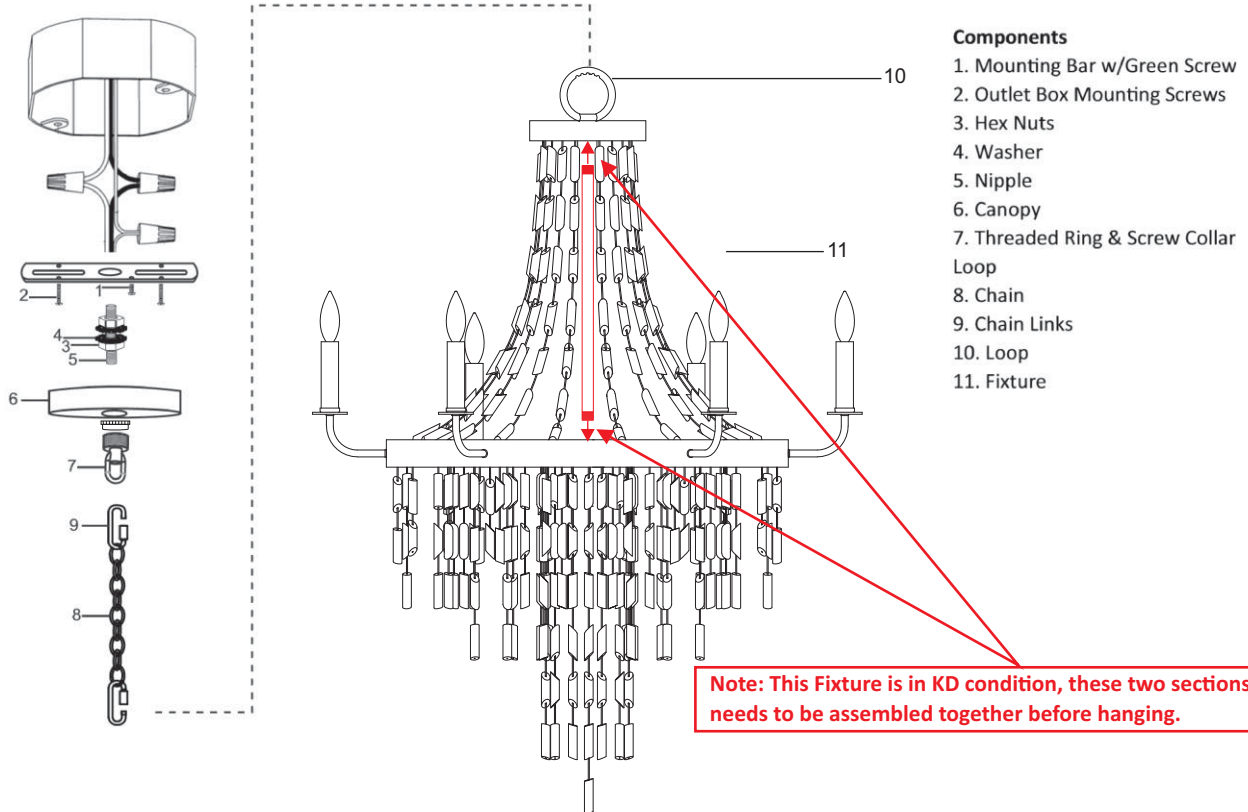 Components
1. Mounting Bar w/Green Screw
2. Outlet Box Mounting Screws
3. Hex Nuts
4. Washer
5. Nipple
6. Canopy
7. Threaded Ring & Screw Collar
Loop
8. Chain
9. Chain Links
10. Loop
11. Fixture
10
11
2
1
4
3
5
6
7
9
8
Note: This Fixture is in KD condition, these two sections
needs to be assembled together before hanging.